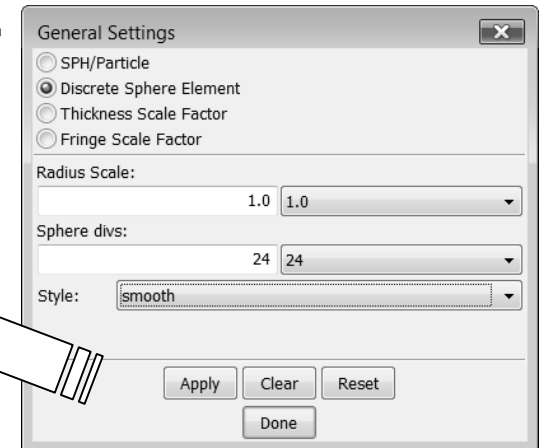 General Settings
SPH/Particle
Discrete Sphere Element
Thickness Scale Factor
Fringe Scale Factor
Radius Scale:
1.0 1.0
Sphere divs:
24 24
Style: smooth
Apply Clear Reset
Done